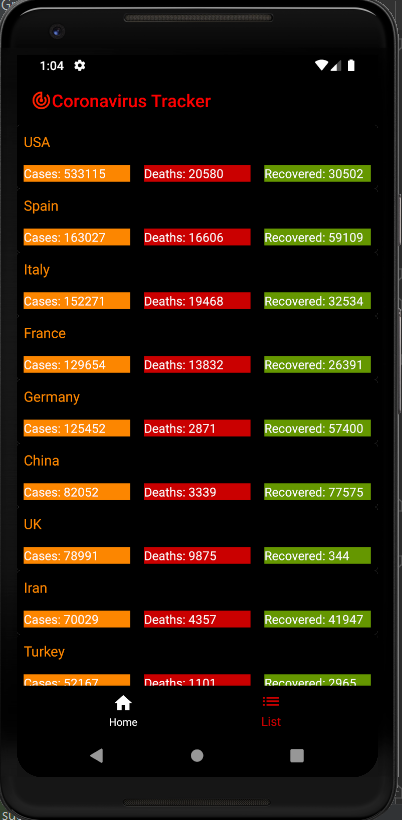 1:04
Coronavirus Tracker
USA
Cases: 533115 Deaths: 20580 Recovered: 30502
Spain
Cases: 163027 Deaths: 16606 Recovered: 59109
Italy
Cases: 152271 Deaths: 19468 Recovered: 32534
France
Cases: 129654 Deaths: 13832 Recovered: 26391
Germany
Cases: 125452 Deaths: 2871 Recovered: 57400
China
Cases: 82052 Deaths: 3339 Recovered: 77575
UK
Cases: 78991 Deaths: 9875 Recovered: 344
Iran
Cases: 70029 Deaths: 4357 Recovered: 41947
Turkey
Cases: 52167 Deaths: 1101 Recovered: 2965
Home List